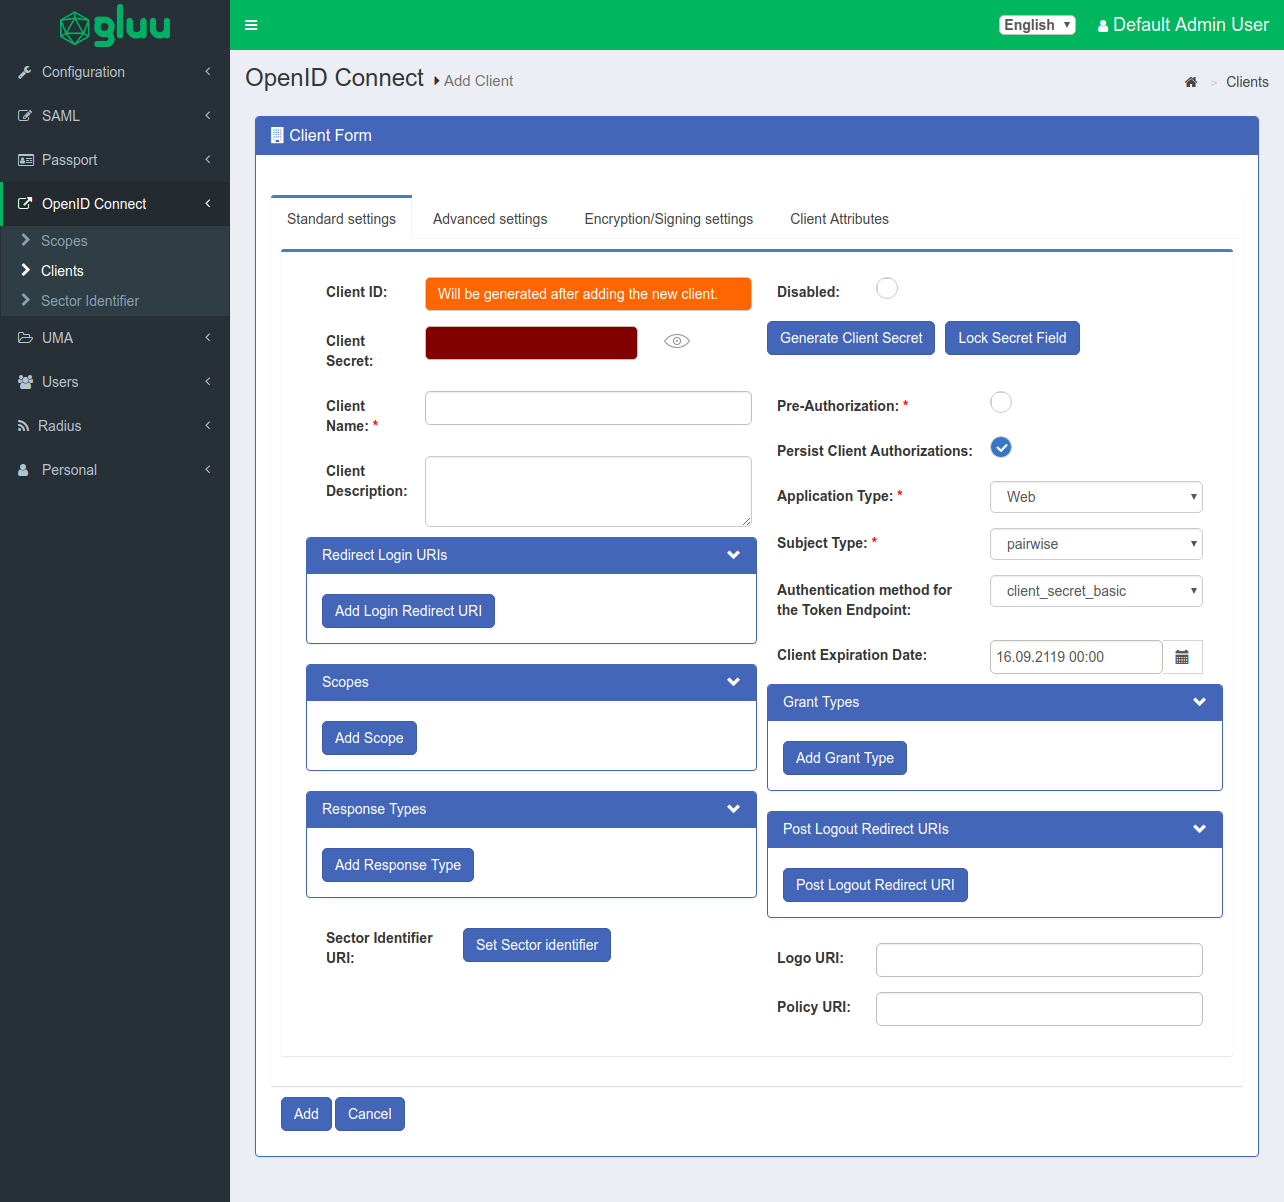 gluu
English
Default Admin User
Configuration
SAML
Passport
OpenID Connect
Scopes
Clients
Sector Identifier
UMA
Users
Radius
Personal
OpenID Connect Add Client
> Clients
Client Form
Standard settings Advanced settings Encryption/Signing settings Client Attributes
Client ID: Will be generated after adding the new client.
Disabled:
Client
Secret:
Generate Client Secret Lock Secret Field
Client
Name: *
Pre-Authorization: *
Persist Client Authorizations:
Client
Description:
Application Type: * Web
Subject Type: * pairwise
Authentication method for
the Token Endpoint:
client_secret_basic
Client Expiration Date: 16.09.2119 00:00
Redirect Login URIs
Add Login Redirect URI
Scopes
Add Scope
Grant Types
Add Grant Type
Response Types
Add Response Type
Post Logout Redirect URIs
Post Logout Redirect URI
Sector Identifier
URI:
Set Sector identifier
Logo URI:
Policy URI:
Add Cancel